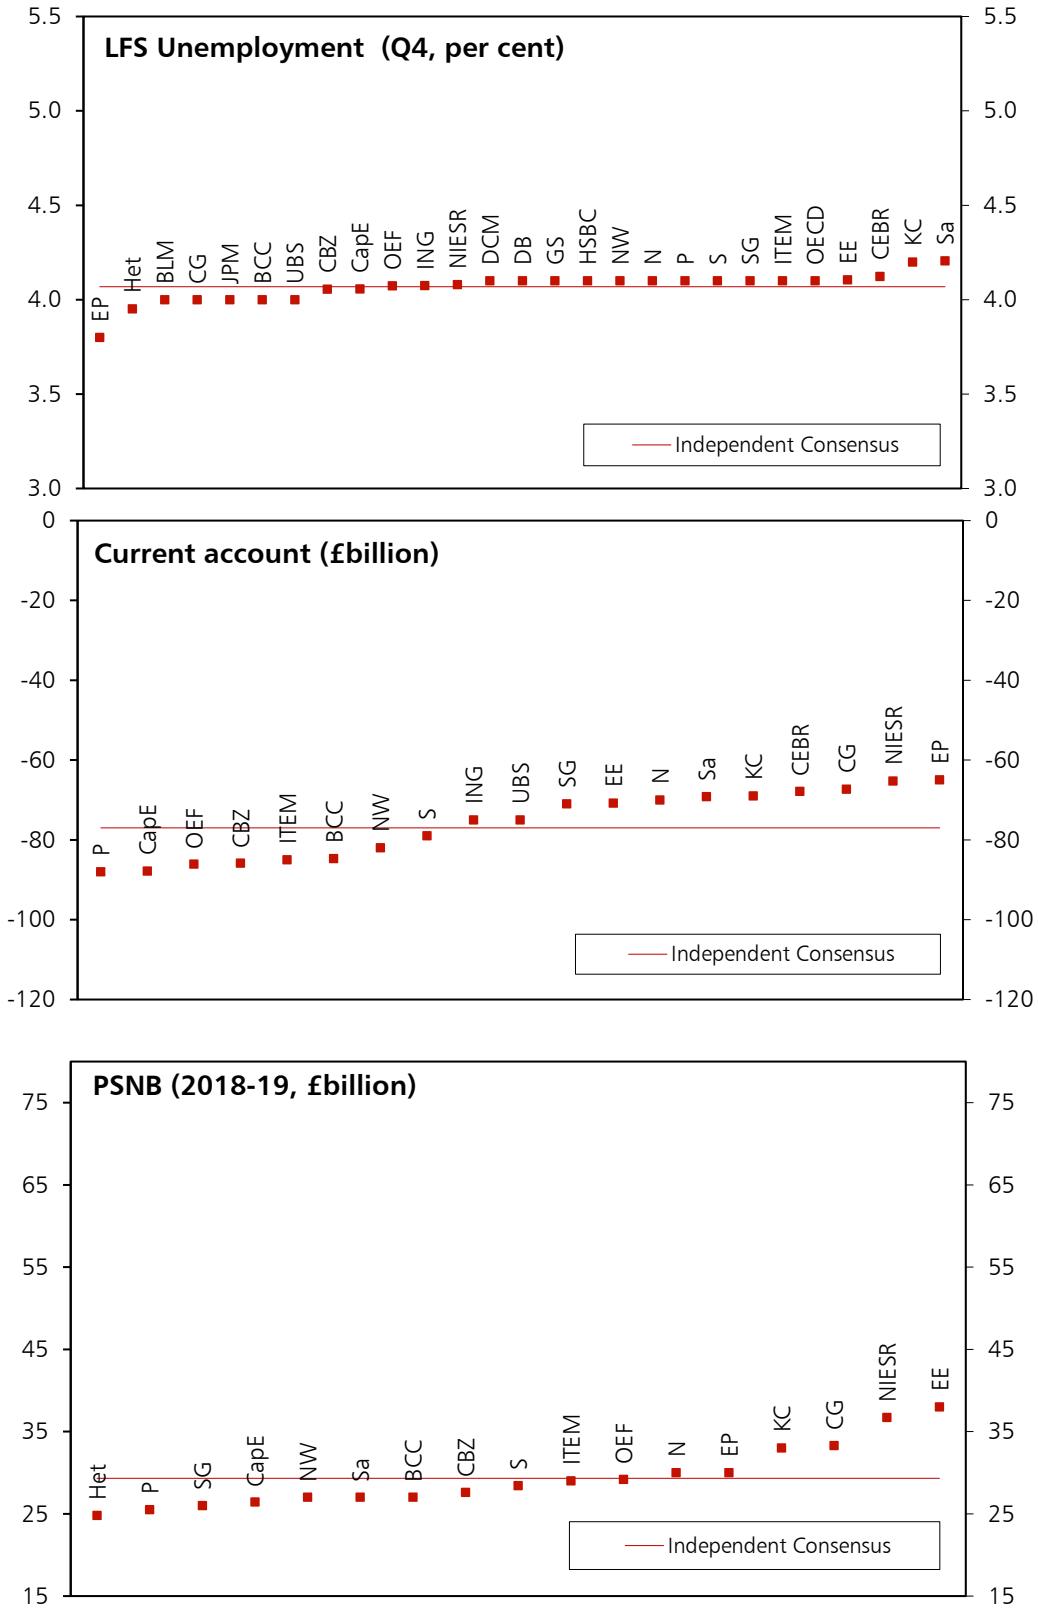 LFS Unemployment (Q4, per cent)
5.5 5.5
5.0 5.0
4.5 4.5
4.0 4.0
3.5 3.5
3.0 3.0
EP Het BLM CG JPM BCC UBS CBZ CapE OEF ING NIESR DCM DB GS HSBC NW N P S SG ITEM OECD EE CEBR KC Sa
Independent Consensus
Current account (£billion)
0 0
-20 -20
-40 -40
-60 -60
-80 -80
-100 -100
-120 -120
P CapE OEF CBZ ITEM BCC NW S ING UBS SG EE N Sa KC CEBR CG NIESR EP
Independent Consensus
PSNB (2018-19, £billion)
75 75
65 65
55 55
45 45
35 35
25 25
15 15
Het P SG CapE NW Sa BCC CBZ S ITEM OEF N EP KC CG NIESR EE
Independent Consensus